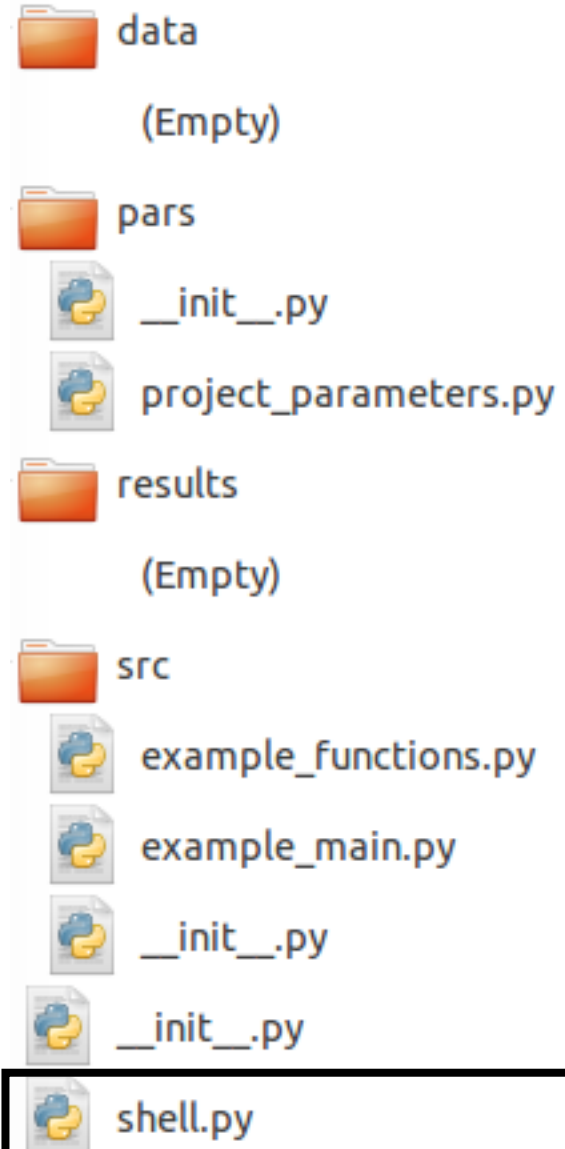 data
(Empty)
pars
__init__.py
project_parameters.py
results
(Empty)
src
example_functions.py
example_main.py
__init__.py
__init__.py
shell.py